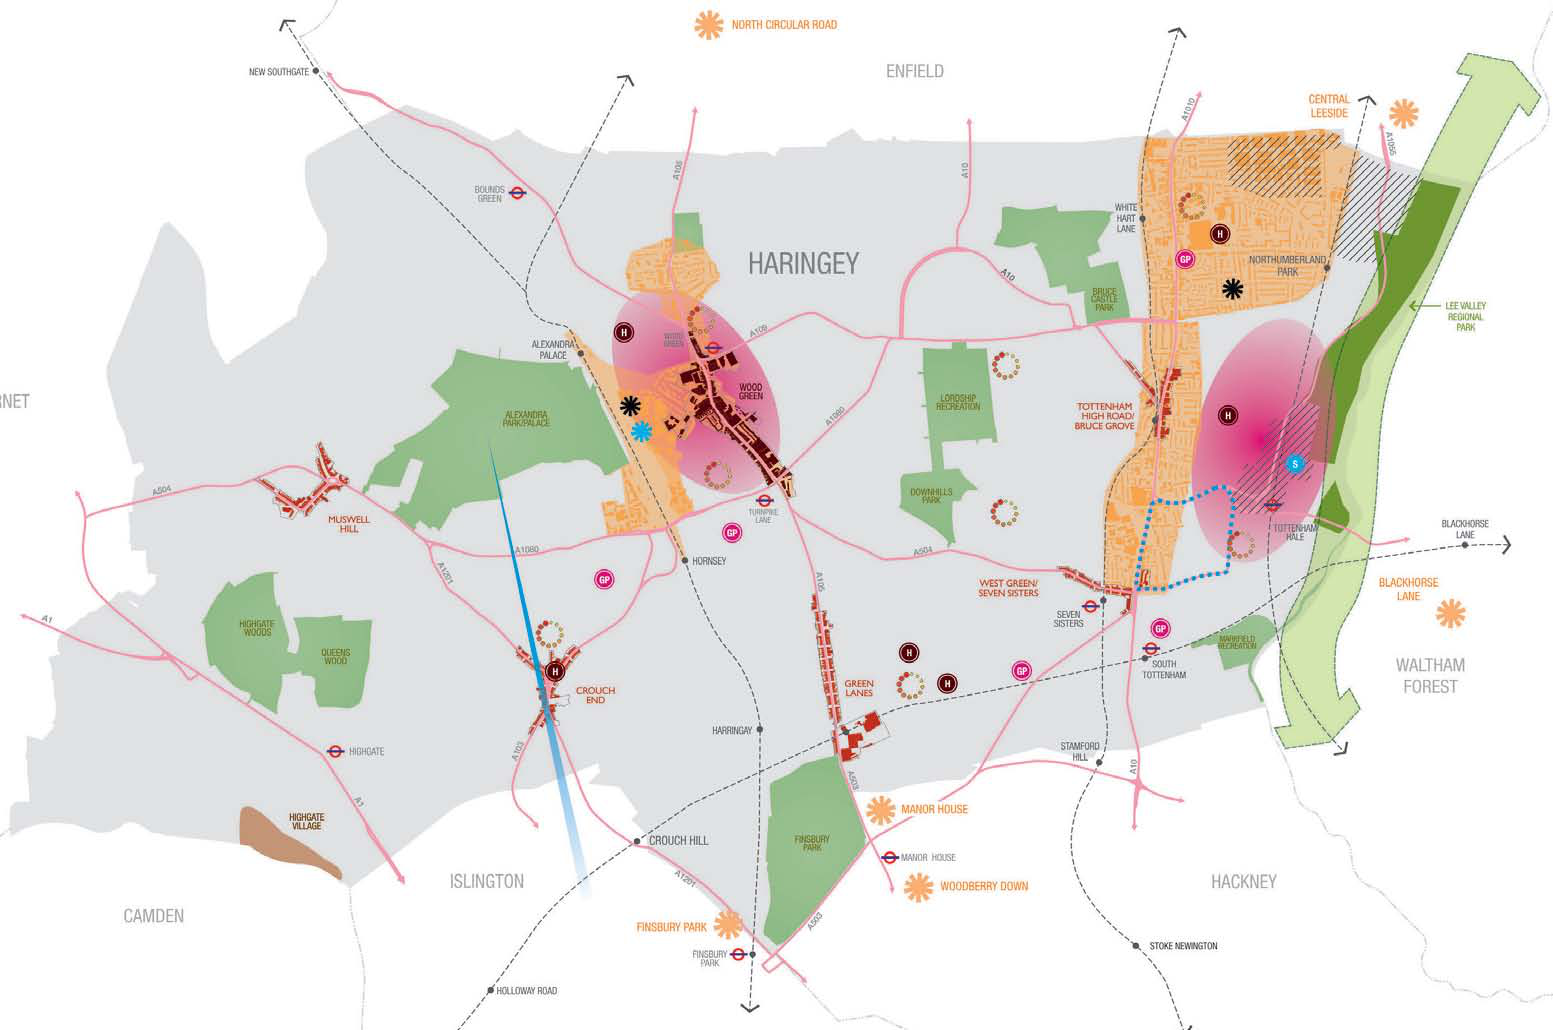 NORTH CIRCULAR ROAD
ENFIELD
NEW SOUTHGATE
CENTRAL
LEESIDE
A1010
A1055
A105
A10
BOUNDS
GREEN
WHITE
HART
LANE
H
GP
HARINGEY
NORTHUMBERLAND
PARK
A10
BRUCE
CASTLE
PARK
LEE VALLEY
REGIONAL
PARK
H
WOOD
GREEN
A109
ALEXANDRA
PALACE
WOOD
GREEN
RNET
ALEXANDRA
PARK/PALACE
LORDSHIP
RECREATION
TOTTENHAM
HIGH ROAD/
BRUCE GROVE
H
A1080
S
A504
MUSWELL
HILL
DOWNHILLS
PARK
TURNPIKE
LANE
GP
TOTTENHAM
HALE
BLACKHORSE
LANE
A1080
A504
HORNSEY
A1201
GP
A105
WEST GREEN/
SEVEN SISTERS
BLACKHORSE
LANE
SEVEN
SISTERS
A1
HIGHGATE
WOODS
QUEENS
WOOD
GP
MARKFIELD
RECREATION
H
H
GP
SOUTH
TOTTENHAM
WALTHAM
FOREST
H
CROUCH
END
GREEN
LANES
HARRINGAY
HIGHGATE
A103
STAMFORD
HILL
A10
A503
A1
HIGHGATE
VILLAGE
MANOR HOUSE
CROUCH HILL
FINSBURY
PARK
MANOR HOUSE
ISLINGTON
A1201
WOODBERRY DOWN
HACKNEY
CAMDEN
FINSBURY PARK
A503
FINSBURY
PARK
STOKE NEWINGTON
HOLLOWAY ROAD